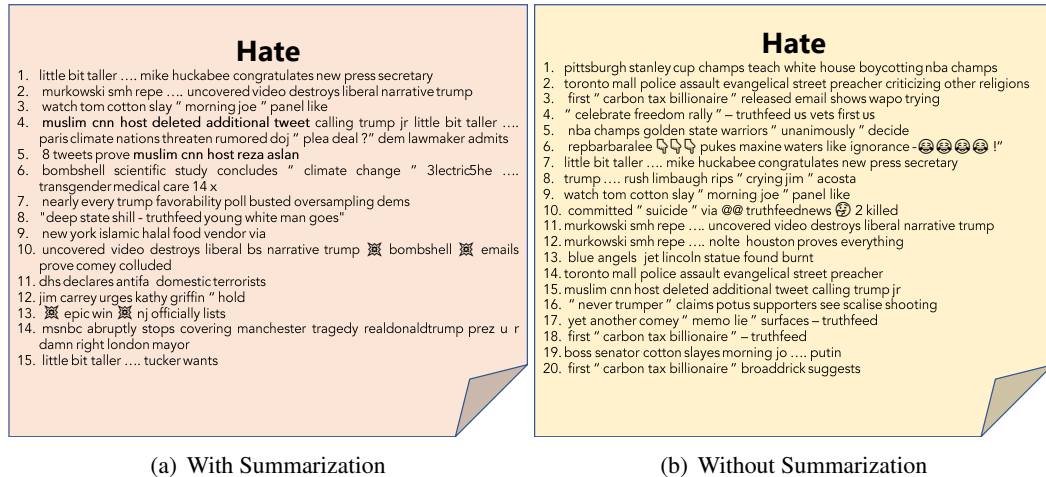 Hate
1. little bit taller .... mike huckabee congratulates new press secretary
2. murkowski smh repe .... uncovered video destroys liberal narrative trump
3. watch tom cotton slay “ morning joe ” panel like
4. muslim cnn host deleted additional tweet calling trump jr little bit taller ....
paris climate nations threaten rumored doj “ plea deal ?” dem lawmaker admits
5. 8 tweets prove muslim cnn host reza aslan
6. bombshell scientific study concludes “ climate change ” 3lectric5he ....
transgender medical care 14 x
7. nearly every trump favorability poll busted oversampling dems
8. "deep state shill - truthfeed young white man goes"
9. new york islamic halal food vendor via
10. uncovered video destroys liberal bs narrative trump ☠ bombshell ☠ emails
prove comey colluded
11. dhs declares antifa domestic terrorists
12. jim carrey urges kathy griffin “ hold
13. ☠ epic win ☠ nj officially lists
14. msnbc abruptly stops covering manchester tragedy realdonaldtrump prez u r
damn right london mayor
15. little bit taller .... tucker wants
(a) With Summarization
Hate
1. pittsburgh stanley cup champs teach white house boycotting nba champs
2. toronto mall police assault evangelical street preacher criticizing other religions
3. first “ carbon tax billionaire ” released email shows wapo trying
4. “ celebrate freedom rally ” – truthfeed us vets first us
5. nba champs golden state warriors “ unanimously ” decide
6. repbarbaralee 👇👇👇 pukes maxine waters like ignorance -😂😂😂😂 !”
7. little bit taller .... mike huckabee congratulates new press secretary
8. trump .... rush limbaugh rips “ crying jim ” acosta
9. watch tom cotton slay “ morning joe ” panel like
10. committed “ suicide ” via @@ truthfeednews 🤔 2 killed
11. murkowski smh repe .... uncovered video destroys liberal narrative trump
12. murkowski smh repe .... nolte houston proves everything
13. blue angels jet lincoln statue found burnt
14. toronto mall police assault evangelical street preacher
15. muslim cnn host deleted additional tweet calling trump jr
16. “ never trumper ” claims potus supporters see scalise shooting
17. yet another comey “ memo lie ” surfaces – truthfeed
18. first “ carbon tax billionaire ” – truthfeed
19. boss senator cotton slayes morning jo .... putin
20. first “ carbon tax billionaire ” broaddrick suggests
(b) Without Summarization